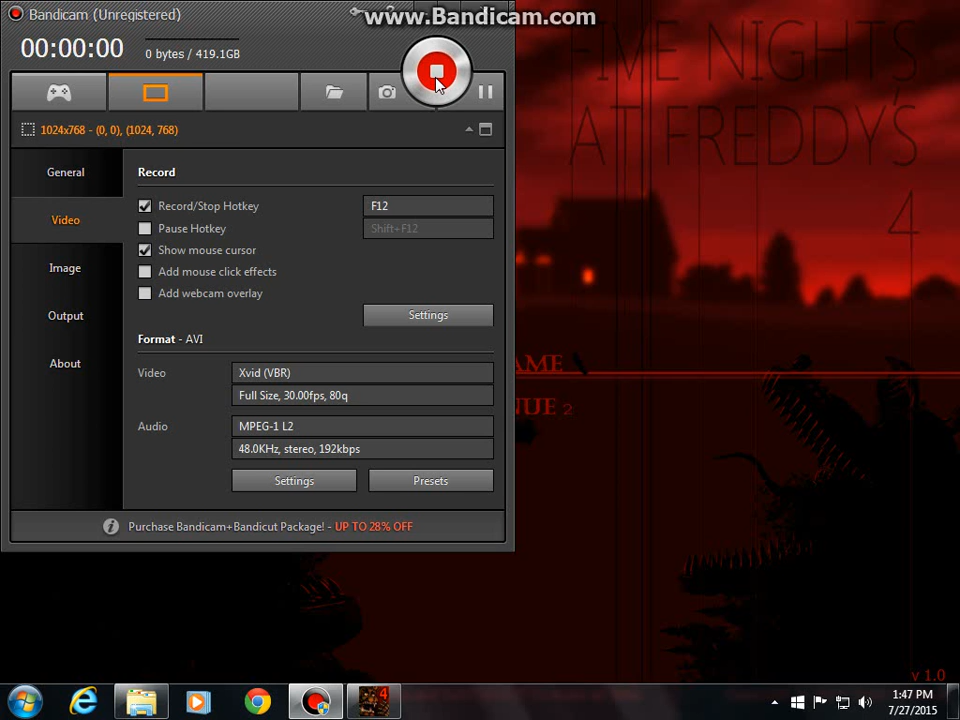 Bandicam (Unregistered)
www.Bandicam.com
00:00:00
0 bytes / 419.1GB
1024x768 - (0, 0), (1024, 768)
General
Video
Image
Output
About
Record
Record/Stop Hotkey
F12
Pause Hotkey
Shift+F12
Show mouse cursor
Add mouse click effects
Add webcam overlay
Settings
Format - AVI
Video
Xvid (VBR)
Full Size, 30.00fps, 80q
Audio
MPEG-1 L2
48.0KHz, stereo, 192kbps
Settings
Presets
Purchase Bandicam+Bandicut Package! - UP TO 28% OFF
FIVE NIGHTS
AT FREDDY'S
4
AME
NUE 2
v 1.0
4
1:47 PM
7/27/2015